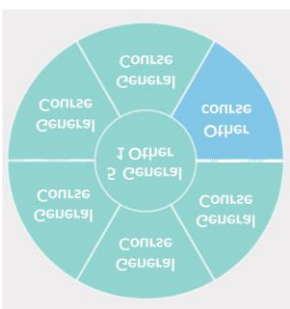 General
Course
General
Course
General
Course
5 General
1 Other
General
Course
Other
course
General
Course